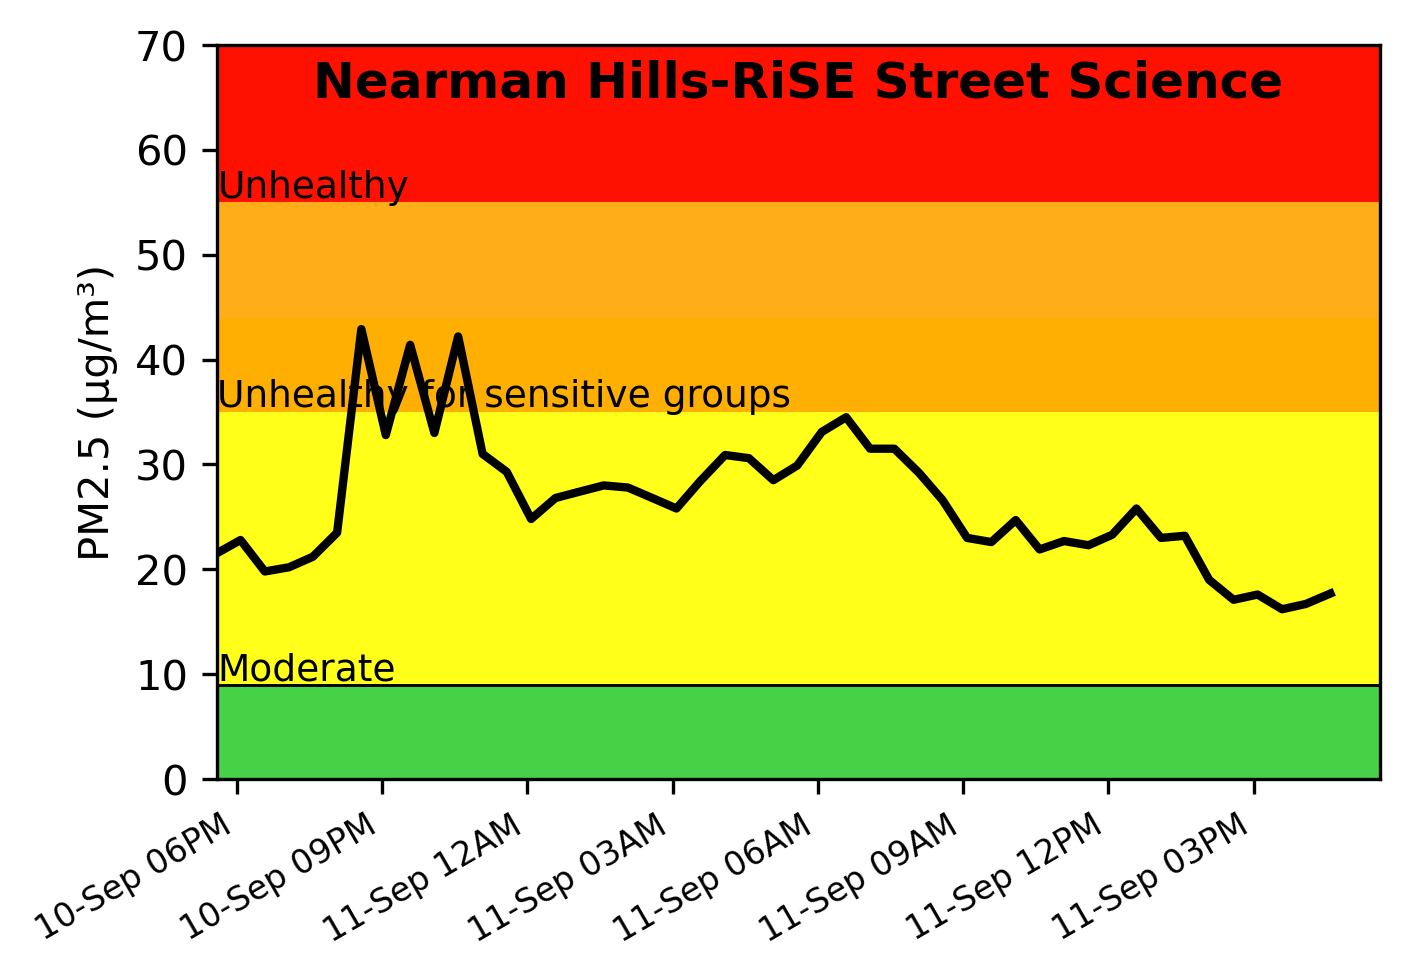 Nearman Hills-RiSE Street Science
70
60
50
40
30
20
10
0
PM2.5 (µg/m³)
Unhealthy
Unhealthy for sensitive groups
Moderate
10-Sep 06PM
10-Sep 09PM
11-Sep 12AM
11-Sep 03AM
11-Sep 06AM
11-Sep 09AM
11-Sep 12PM
11-Sep 03PM